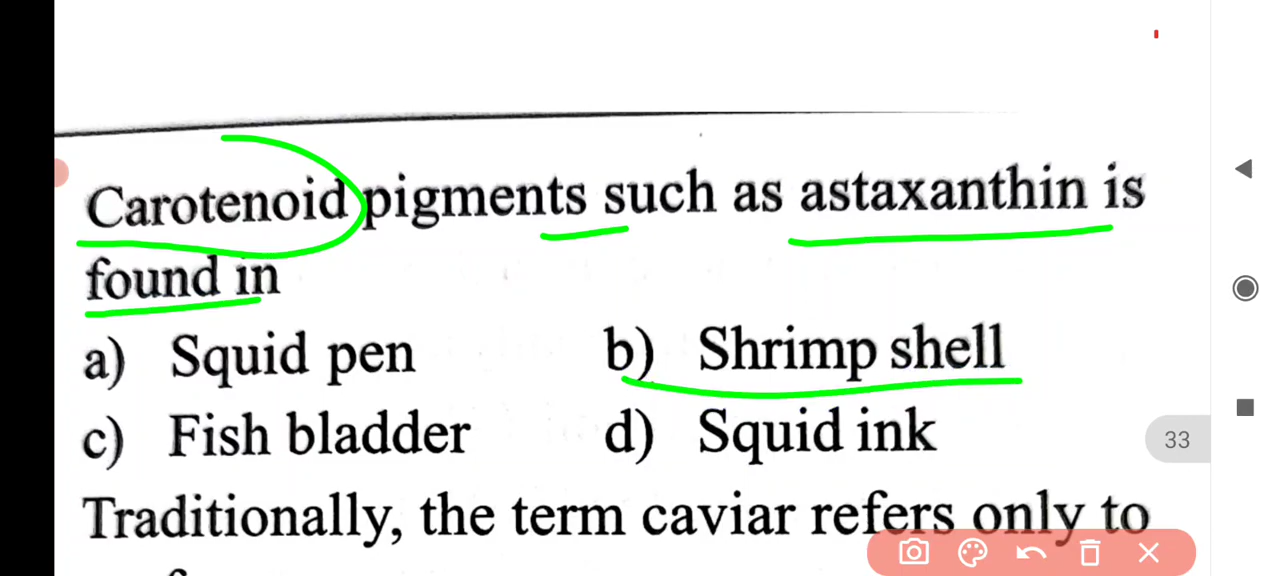 Carotenoid pigments such as astaxanthin is
found in
a) Squid pen b) Shrimp shell
c) Fish bladder d) Squid ink
33
Traditionally, the term caviar refers only to